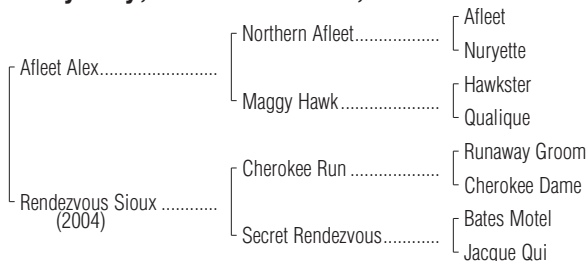 Afleet
Northern Afleet..................
Nuryette
Afleet Alex.........................
Hawkster
Maggy Hawk.....................
Qualique
Runaway Groom
Cherokee Run ...................
Cherokee Dame
Rendezvous Sioux ............
(2004)
Bates Motel
Secret Rendezvous............
Jacque Qui